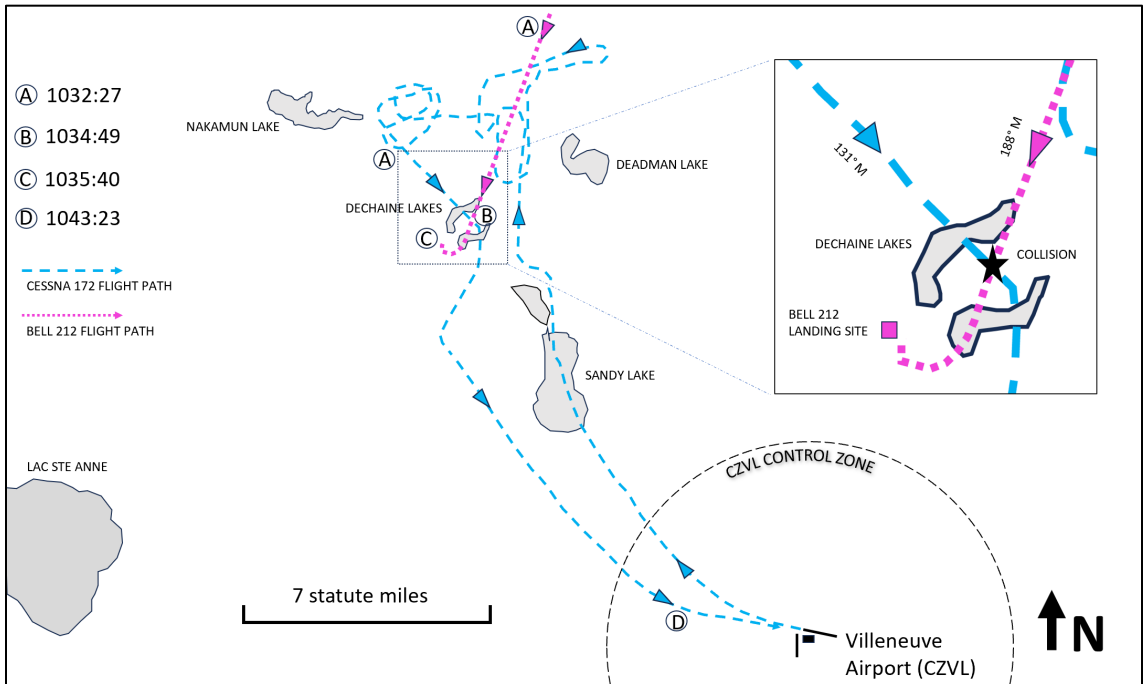 Ⓐ 1032:27
Ⓑ 1034:49
Ⓒ 1035:40
Ⓓ 1043:23
CESSNA 172 FLIGHT PATH
BELL 212 FLIGHT PATH
NAKAMUN LAKE
Ⓐ
Ⓐ
DEADMAN LAKE
DECHAINE LAKES
Ⓑ
Ⓒ
SANDY LAKE
LAC STE ANNE
CZVL CONTROL ZONE
7 statute miles
Ⓓ
Villeneuve
Airport (CZVL)
N
131° M
188° M
DECHAINE LAKES
COLLISION
BELL 212
LANDING SITE